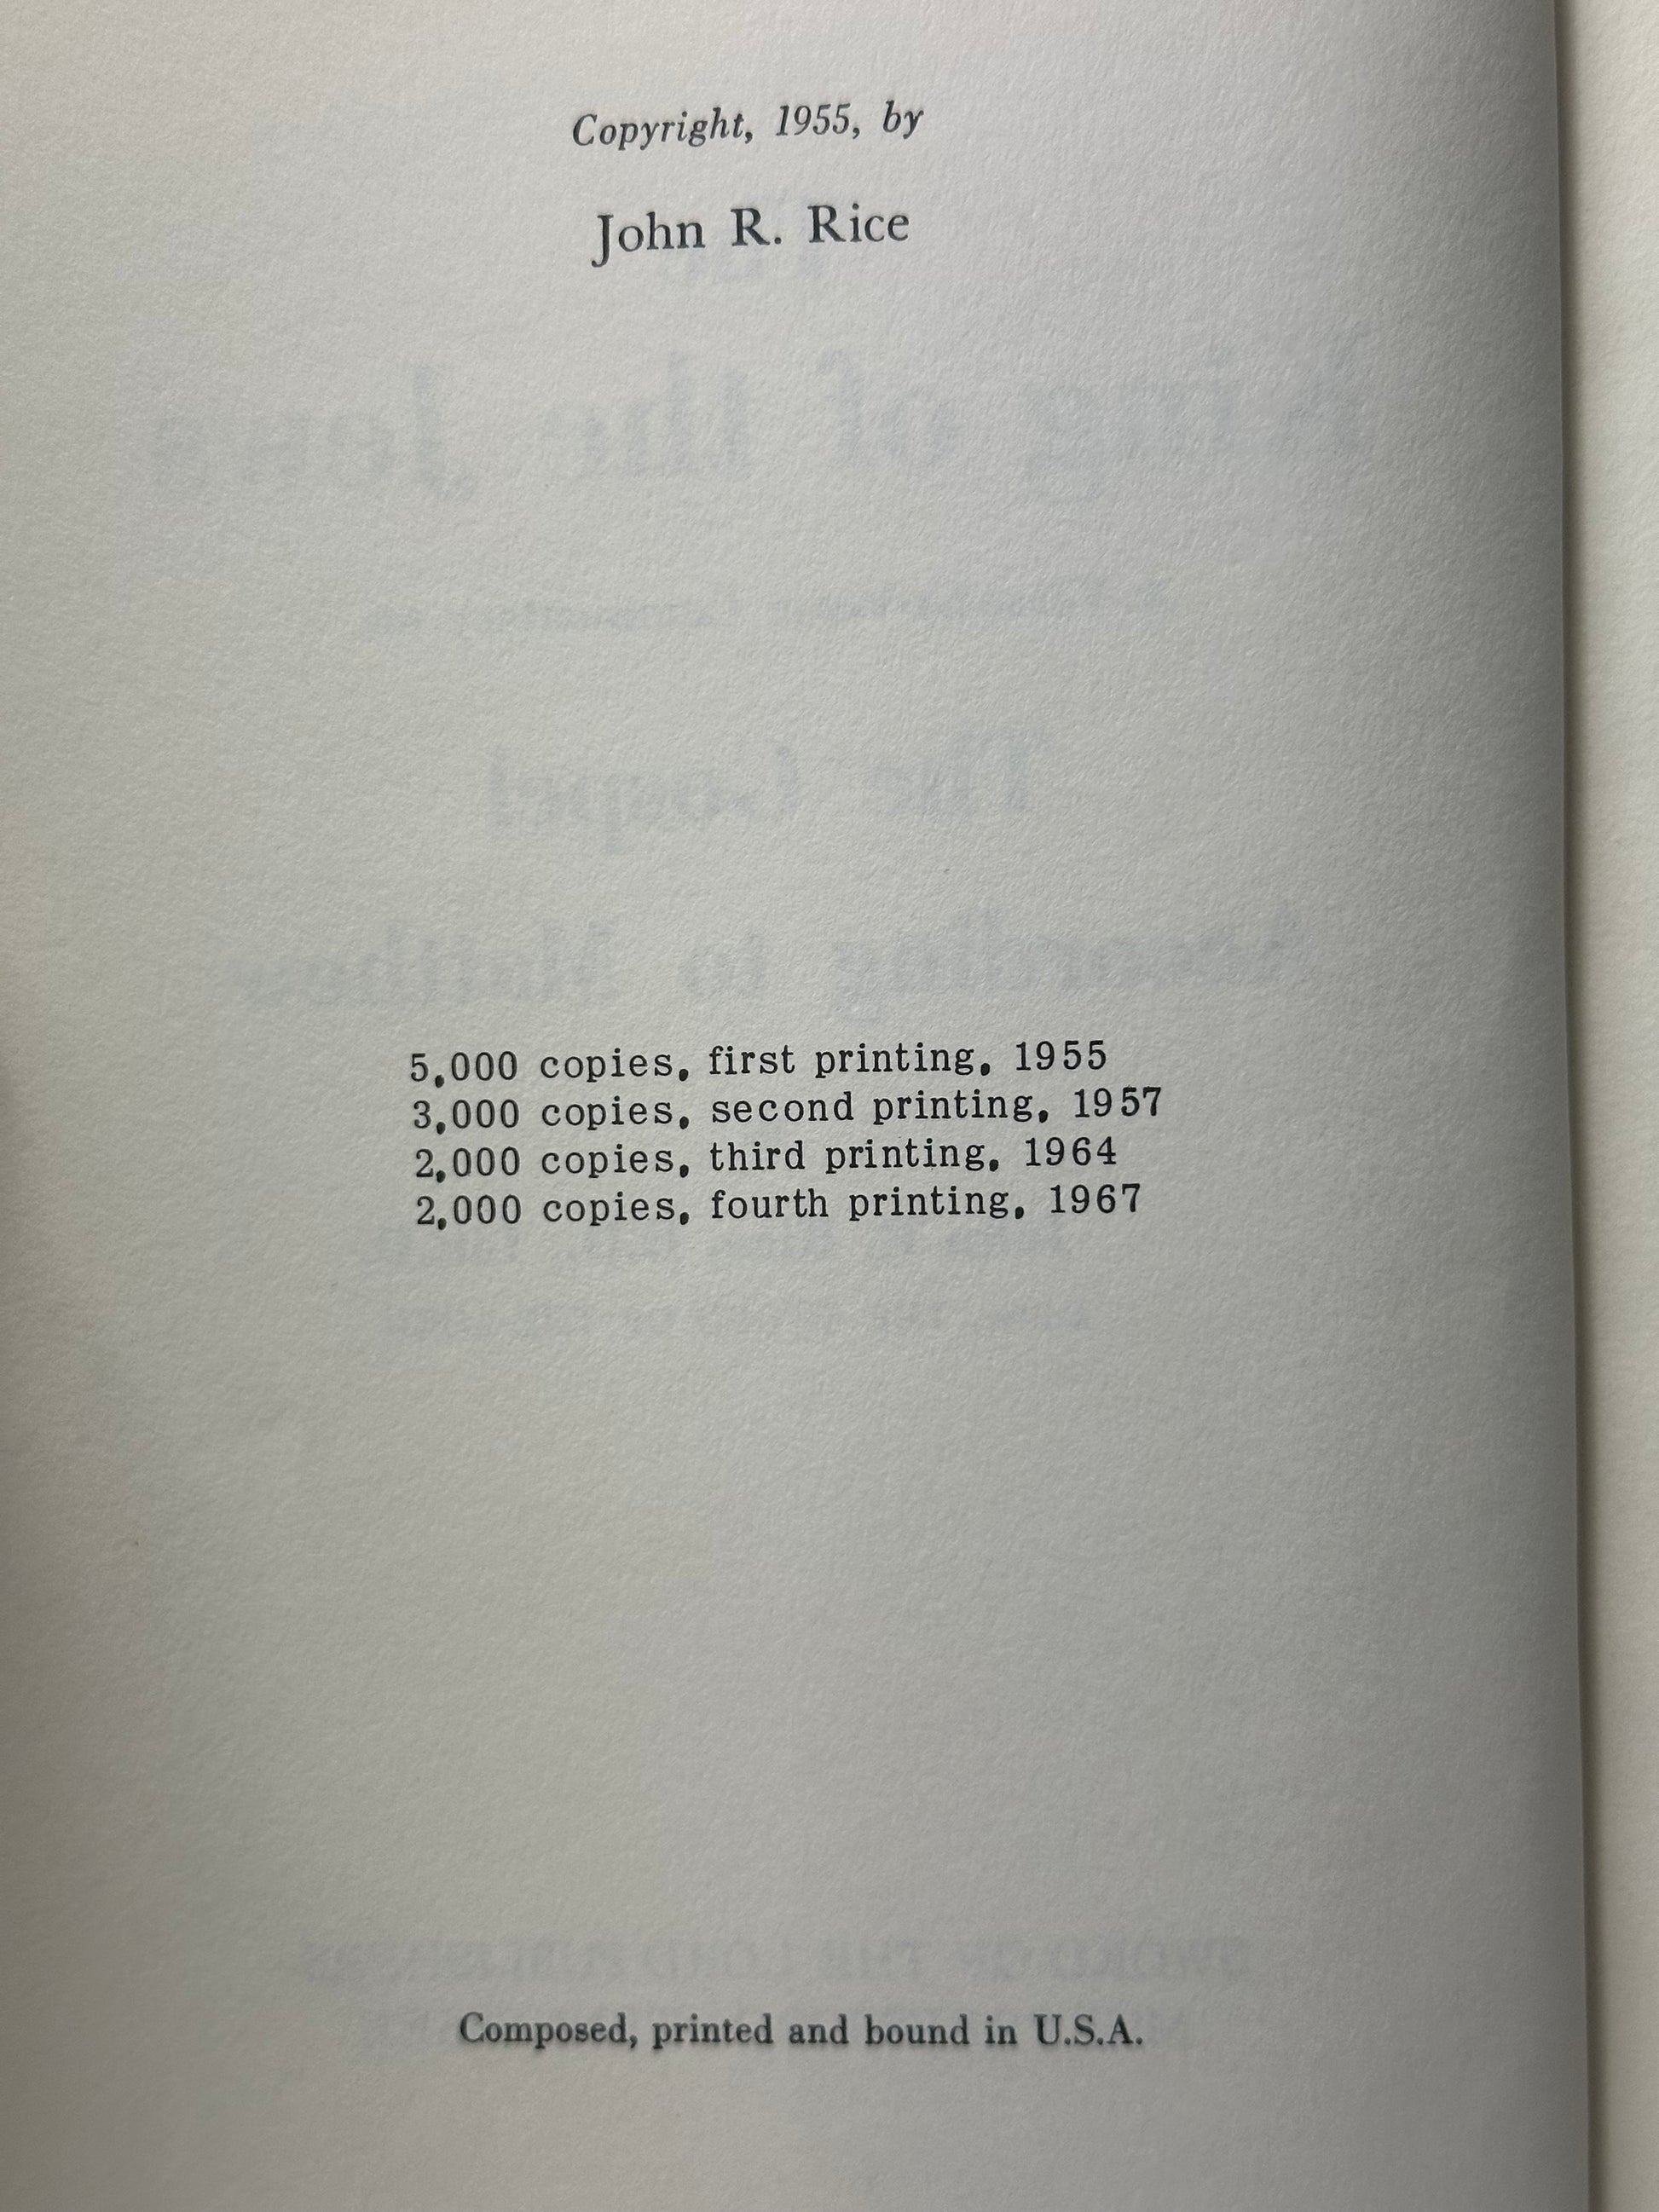 Copyright, 1955, by
John R. Rice
5,000 copies, first printing, 1955
3,000 copies, second printing, 1957
2,000 copies, third printing, 1964
2,000 copies, fourth printing, 1967
Composed, printed and bound in U.S.A.